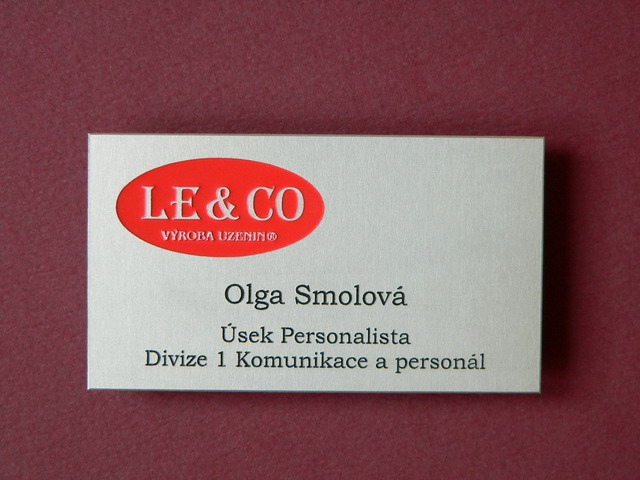 LE & CO
VÝROBA UZENIN®
Olga Smolová
Úsek Personalista
Divize 1 Komunikace a personál